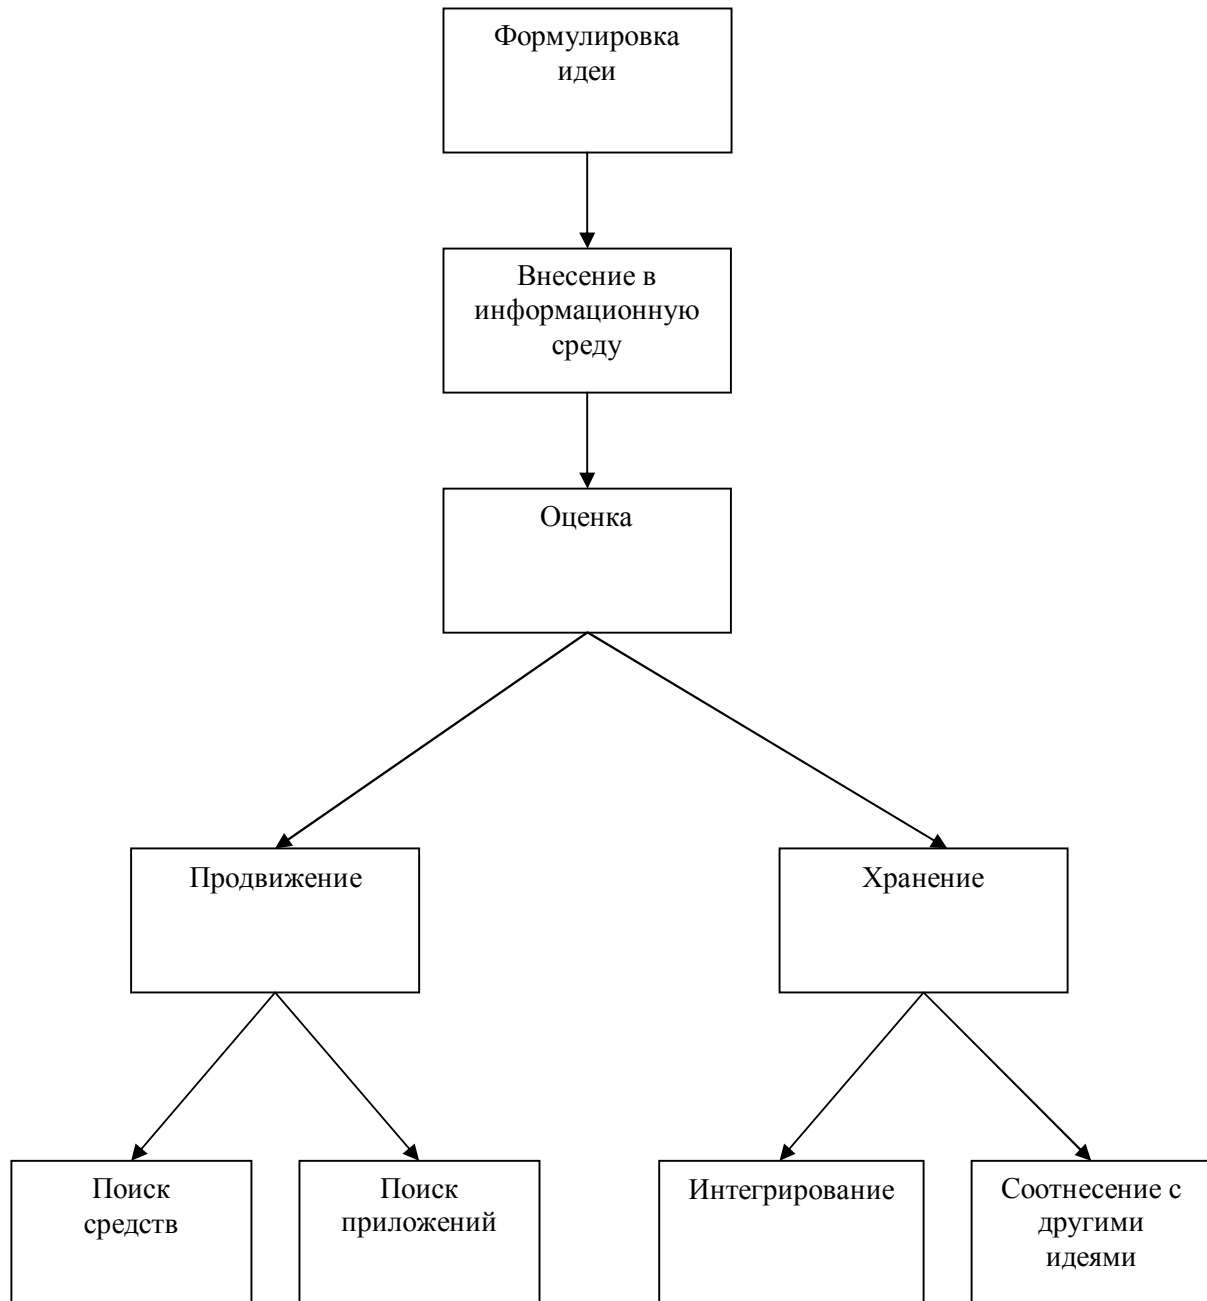 Формулировка
идеи
Внесение в
информационную
среду
Оценка
Продвижение
Хранение
Поиск
средств
Поиск
приложений
Интегрирование
Соотнесение с
другими
идеями